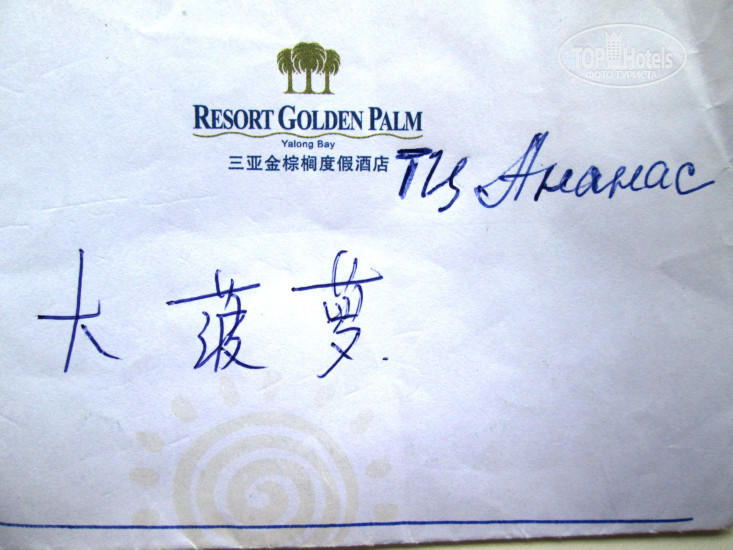 TOP Hotels
ФОТО ТУРИСТА
RESORT GOLDEN PALM
Yalong Bay
三亚金棕榈度假酒店
ТЦ Ананас
大菠萝